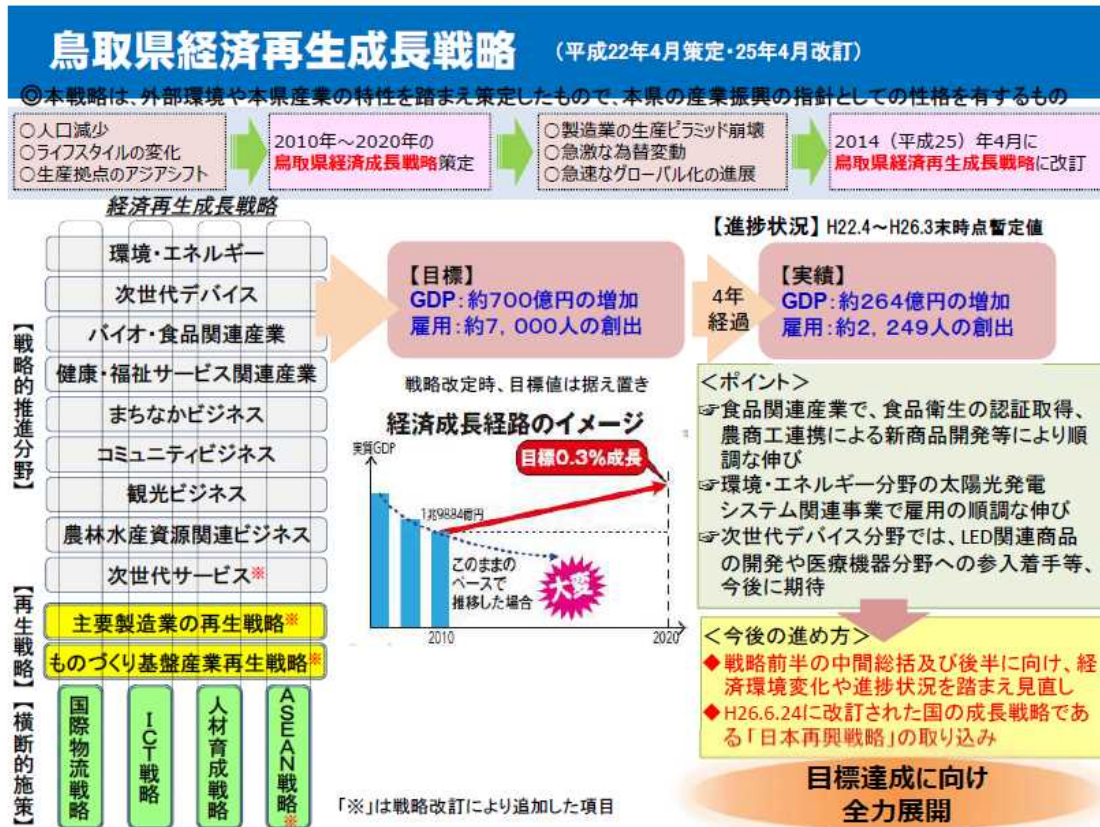 鳥取県経済再生成長戦略 （平成22年4月策定・25年4月改訂）
◎本戦略は、外部環境や本県産業の特性を踏まえ策定したもので、本県の産業振興の指針としての性格を有するもの
○人口減少
○ライフスタイルの変化
○生産拠点のアジアシフト
2010年～2020年の
鳥取県経済成長戦略策定
○製造業の生産ピラミッド崩壊
○急激な為替変動
○急速なグローバル化の進展
2014（平成25）年4月に
鳥取県経済再生成長戦略に改訂
経済再生成長戦略
【戦略的推進分野】
環境・エネルギー
次世代デバイス
バイオ・食品関連産業
健康・福祉サービス関連産業
まちなかビジネス
コミュニティビジネス
観光ビジネス
農林水産資源関連ビジネス
次世代サービス※
【再生戦略】
主要製造業の再生戦略※
ものづくり基盤産業再生戦略※
【横断的施策】
国際物流戦略
ICT戦略
人材育成戦略
ASEAN戦略※
【目標】
GDP：約700億円の増加
雇用：約7，000人の創出
戦略改定時、目標値は据え置き
4年
経過
【進捗状況】H22.4～H26.3末時点暫定値
【実績】
GDP：約264億円の増加
雇用：約2，249人の創出
経済成長経路のイメージ
実質GDP
目標0.3%成長
1兆9884億円
このままの
ペースで
推移した場合
大変
2010
2020
「※」は戦略改訂により追加した項目
＜ポイント＞
☞食品関連産業で、食品衛生の認証取得、
農商工連携による新商品開発等により順
調な伸び
☞環境・エネルギー分野の太陽光発電
システム関連事業で雇用の順調な伸び
☞次世代デバイス分野では、LED関連商品
の開発や医療機器分野への参入着手等、
今後に期待
＜今後の進め方＞
◆戦略前半の中間総括及び後半に向け、経
済環境変化や進捗状況を踏まえ見直し
◆H26.6.24に改訂された国の成長戦略であ
る「日本再興戦略」の取り込み
目標達成に向け
全力展開